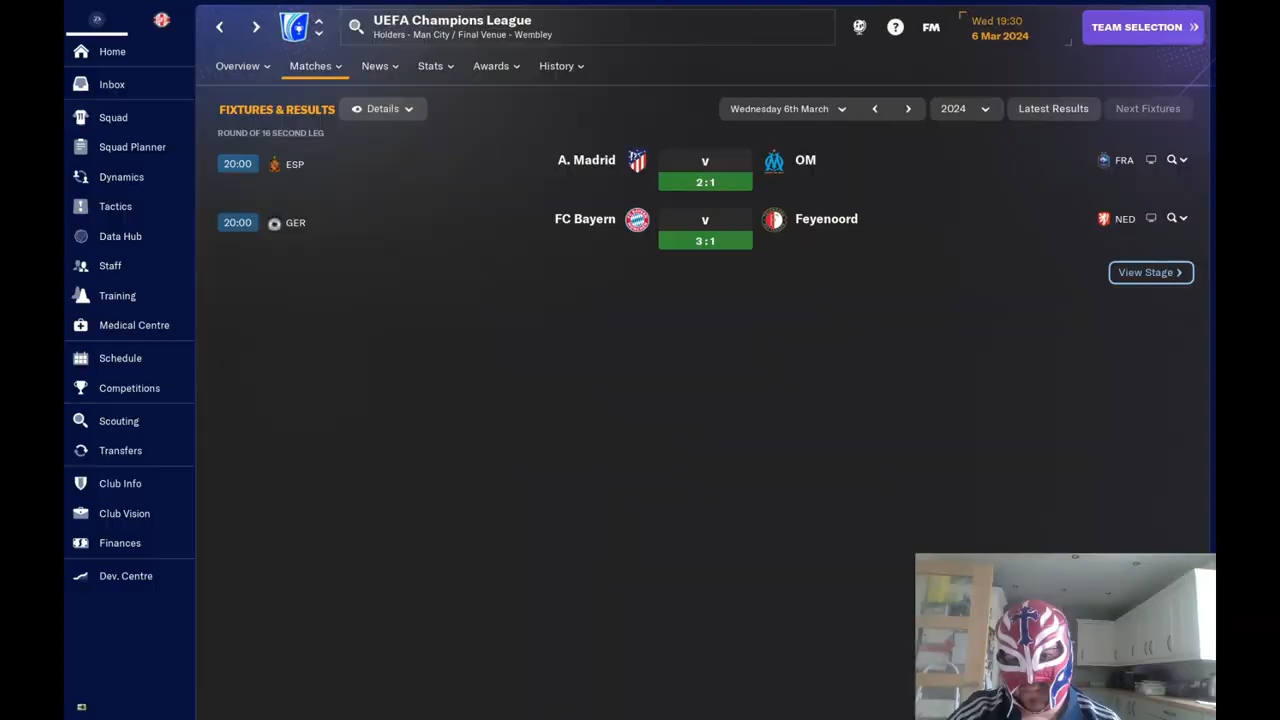 UEFA Champions League
Holders - Man City / Final Venue - Wembley
FM
Wed 19:30
6 Mar 2024
TEAM SELECTION
Home
Inbox
Squad
Squad Planner
Dynamics
Tactics
Data Hub
Staff
Training
Medical Centre
Schedule
Competitions
Scouting
Transfers
Club Info
Club Vision
Finances
Dev. Centre
Overview
Matches
News
Stats
Awards
History
FIXTURES & RESULTS
Details
Wednesday 6th March
2024
Latest Results
Next Fixtures
ROUND OF 16 SECOND LEG
20:00 ESP A. Madrid v OM FRA
2 : 1
20:00 GER FC Bayern v Feyenoord NED
3 : 1
View Stage